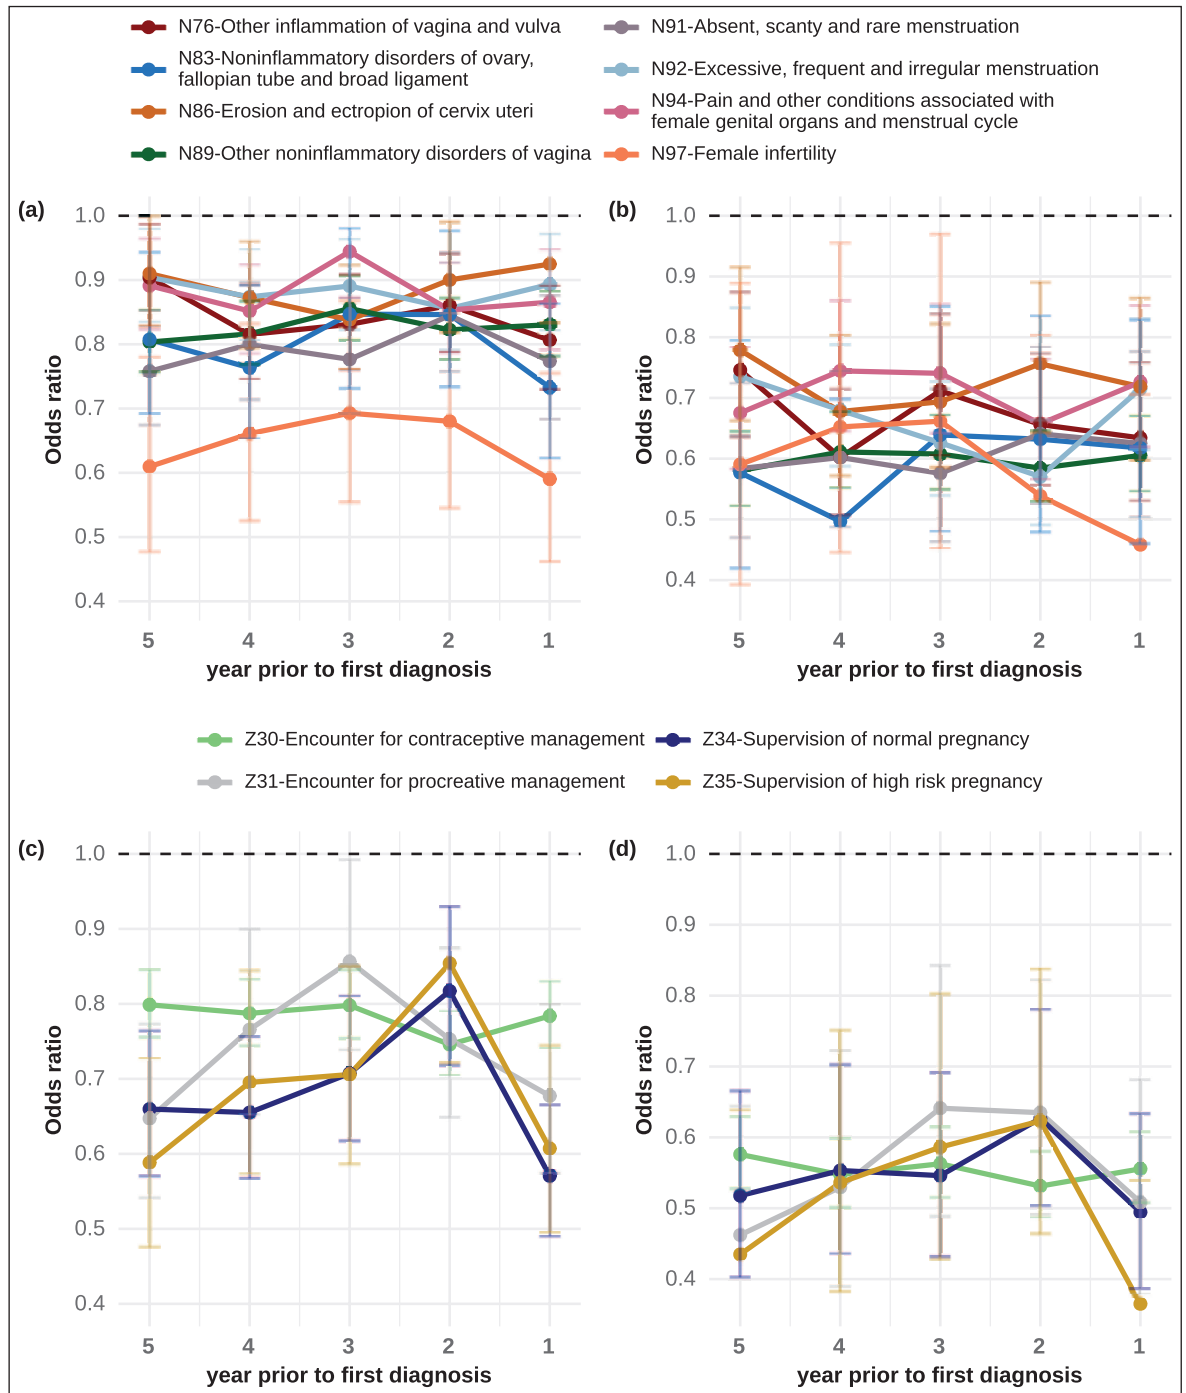 N76-Other inflammation of vagina and vulva
N83-Noninflammatory disorders of ovary,
fallopian tube and broad ligament
N86-Erosion and ectropion of cervix uteri
N89-Other noninflammatory disorders of vagina
N91-Absent, scanty and rare menstruation
N92-Excessive, frequent and irregular menstruation
N94-Pain and other conditions associated with
female genital organs and menstrual cycle
N97-Female infertility
(a)
Odds ratio
1.0
0.9
0.8
0.7
0.6
0.5
0.4
5 4 3 2 1
year prior to first diagnosis
(b)
Odds ratio
1.0
0.9
0.8
0.7
0.6
0.5
0.4
5 4 3 2 1
year prior to first diagnosis
Z30-Encounter for contraceptive management
Z31-Encounter for procreative management
Z34-Supervision of normal pregnancy
Z35-Supervision of high risk pregnancy
(c)
Odds ratio
1.0
0.9
0.8
0.7
0.6
0.5
0.4
5 4 3 2 1
year prior to first diagnosis
(d)
Odds ratio
1.0
0.9
0.8
0.7
0.6
0.5
0.4
5 4 3 2 1
year prior to first diagnosis